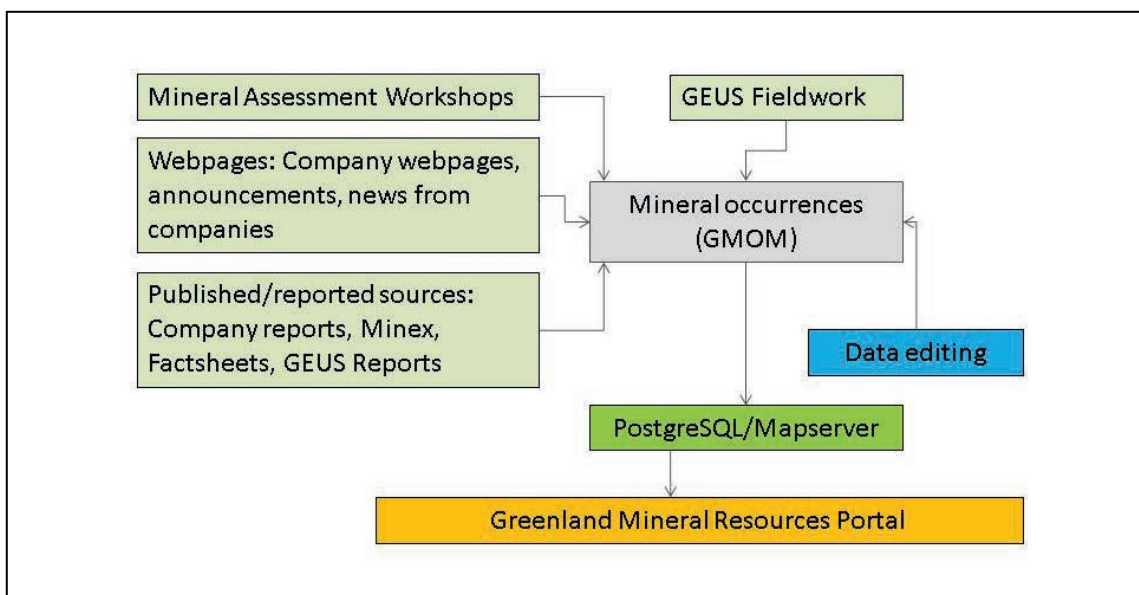 Mineral Assessment Workshops
GEUS Fieldwork
Webpages: Company webpages,
announcements, news from
companies
Mineral occurrences
(GMOM)
Published/reported sources:
Company reports, Minex,
Factsheets, GEUS Reports
Data editing
PostgreSQL/Mapserver
Greenland Mineral Resources Portal